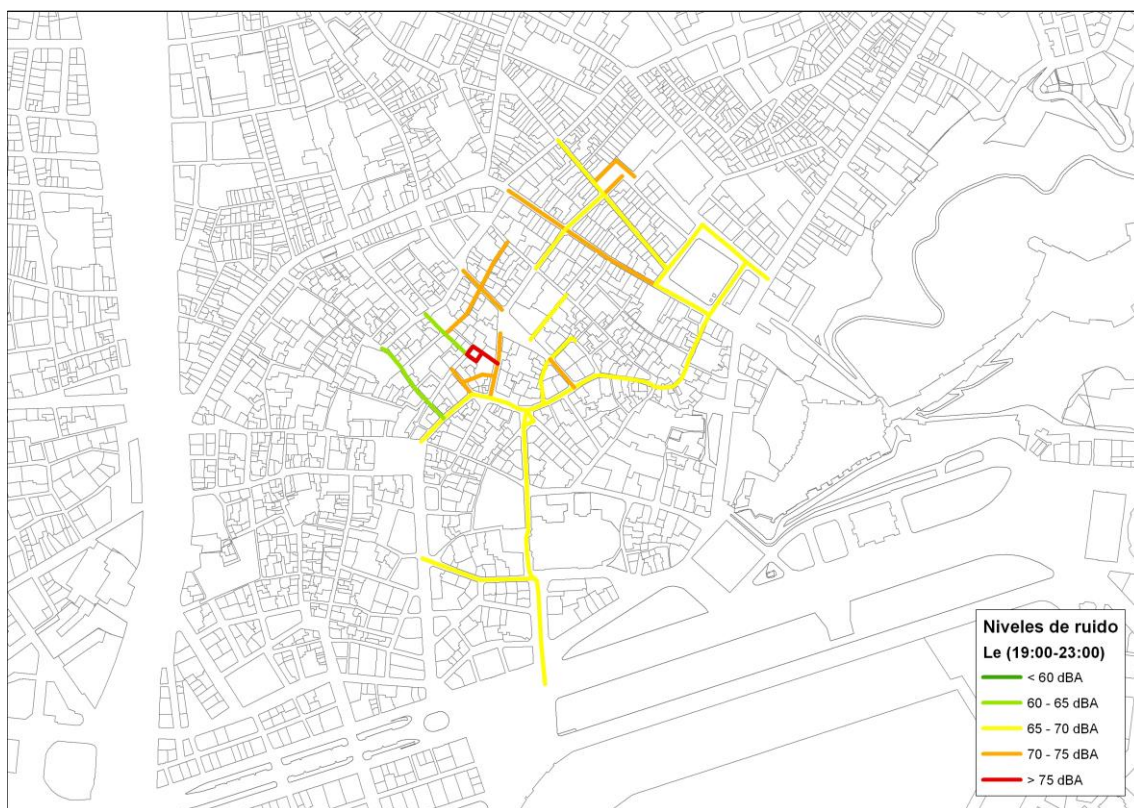 Niveles de ruido
Le (19:00-23:00)
< 60 dBA
60 - 65 dBA
65 - 70 dBA
70 - 75 dBA
> 75 dBA